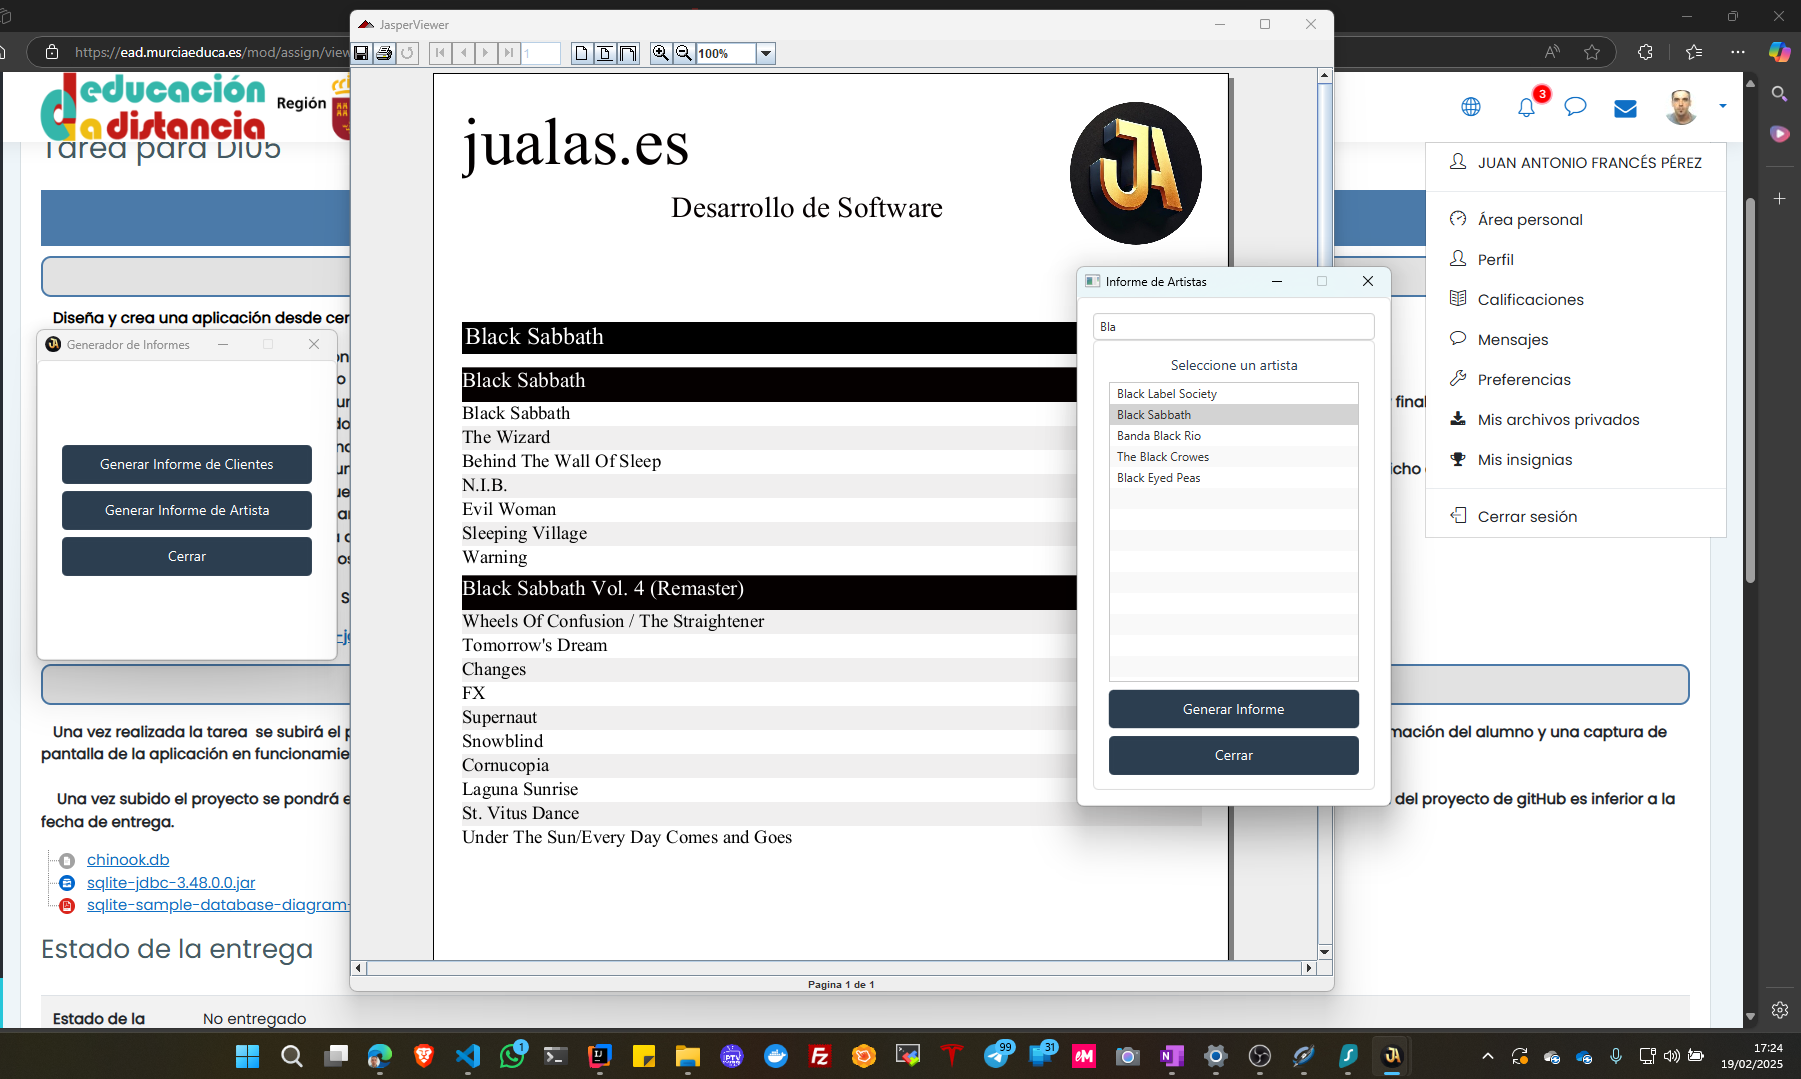 JasperViewer
https://ead.murciaeduca.es/mod/assign/view
100%
1
educación
a distancia
Región
3
Tarea para DI05
JUAN ANTONIO FRANCÉS PÉREZ
Área personal
Perfil
Calificaciones
Mensajes
Preferencias
Mis archivos privados
Mis insignias
Cerrar sesión
Diseña y crea una aplicación desde cer
Generador de Informes
Generar Informe de Clientes
Generar Informe de Artista
Cerrar
jualas.es
Desarrollo de Software
JA
Black Sabbath
Black Sabbath
Black Sabbath
The Wizard
Behind The Wall Of Sleep
N.I.B.
Evil Woman
Sleeping Village
Warning
Black Sabbath Vol. 4 (Remaster)
Wheels Of Confusion / The Straightener
Tomorrow's Dream
Changes
FX
Supernaut
Snowblind
Cornucopia
Laguna Sunrise
St. Vitus Dance
Under The Sun/Every Day Comes and Goes
Pagina 1 de 1
Informe de Artistas
Bla
Seleccione un artista
Black Label Society
Black Sabbath
Banda Black Rio
The Black Crowes
Black Eyed Peas
Generar Informe
Cerrar
final
icho
Una vez realizada la tarea se subirá el p
mación del alumno y una captura de
pantalla de la aplicación en funcionamie
Una vez subido el proyecto se pondrá e
del proyecto de gitHub es inferior a la
fecha de entrega.
chinook.db
sqlite-jdbc-3.48.0.0.jar
sqlite-sample-database-diagram-
Estado de la entrega
Estado de la
No entregado
1
99
31
17:24
19/02/2025